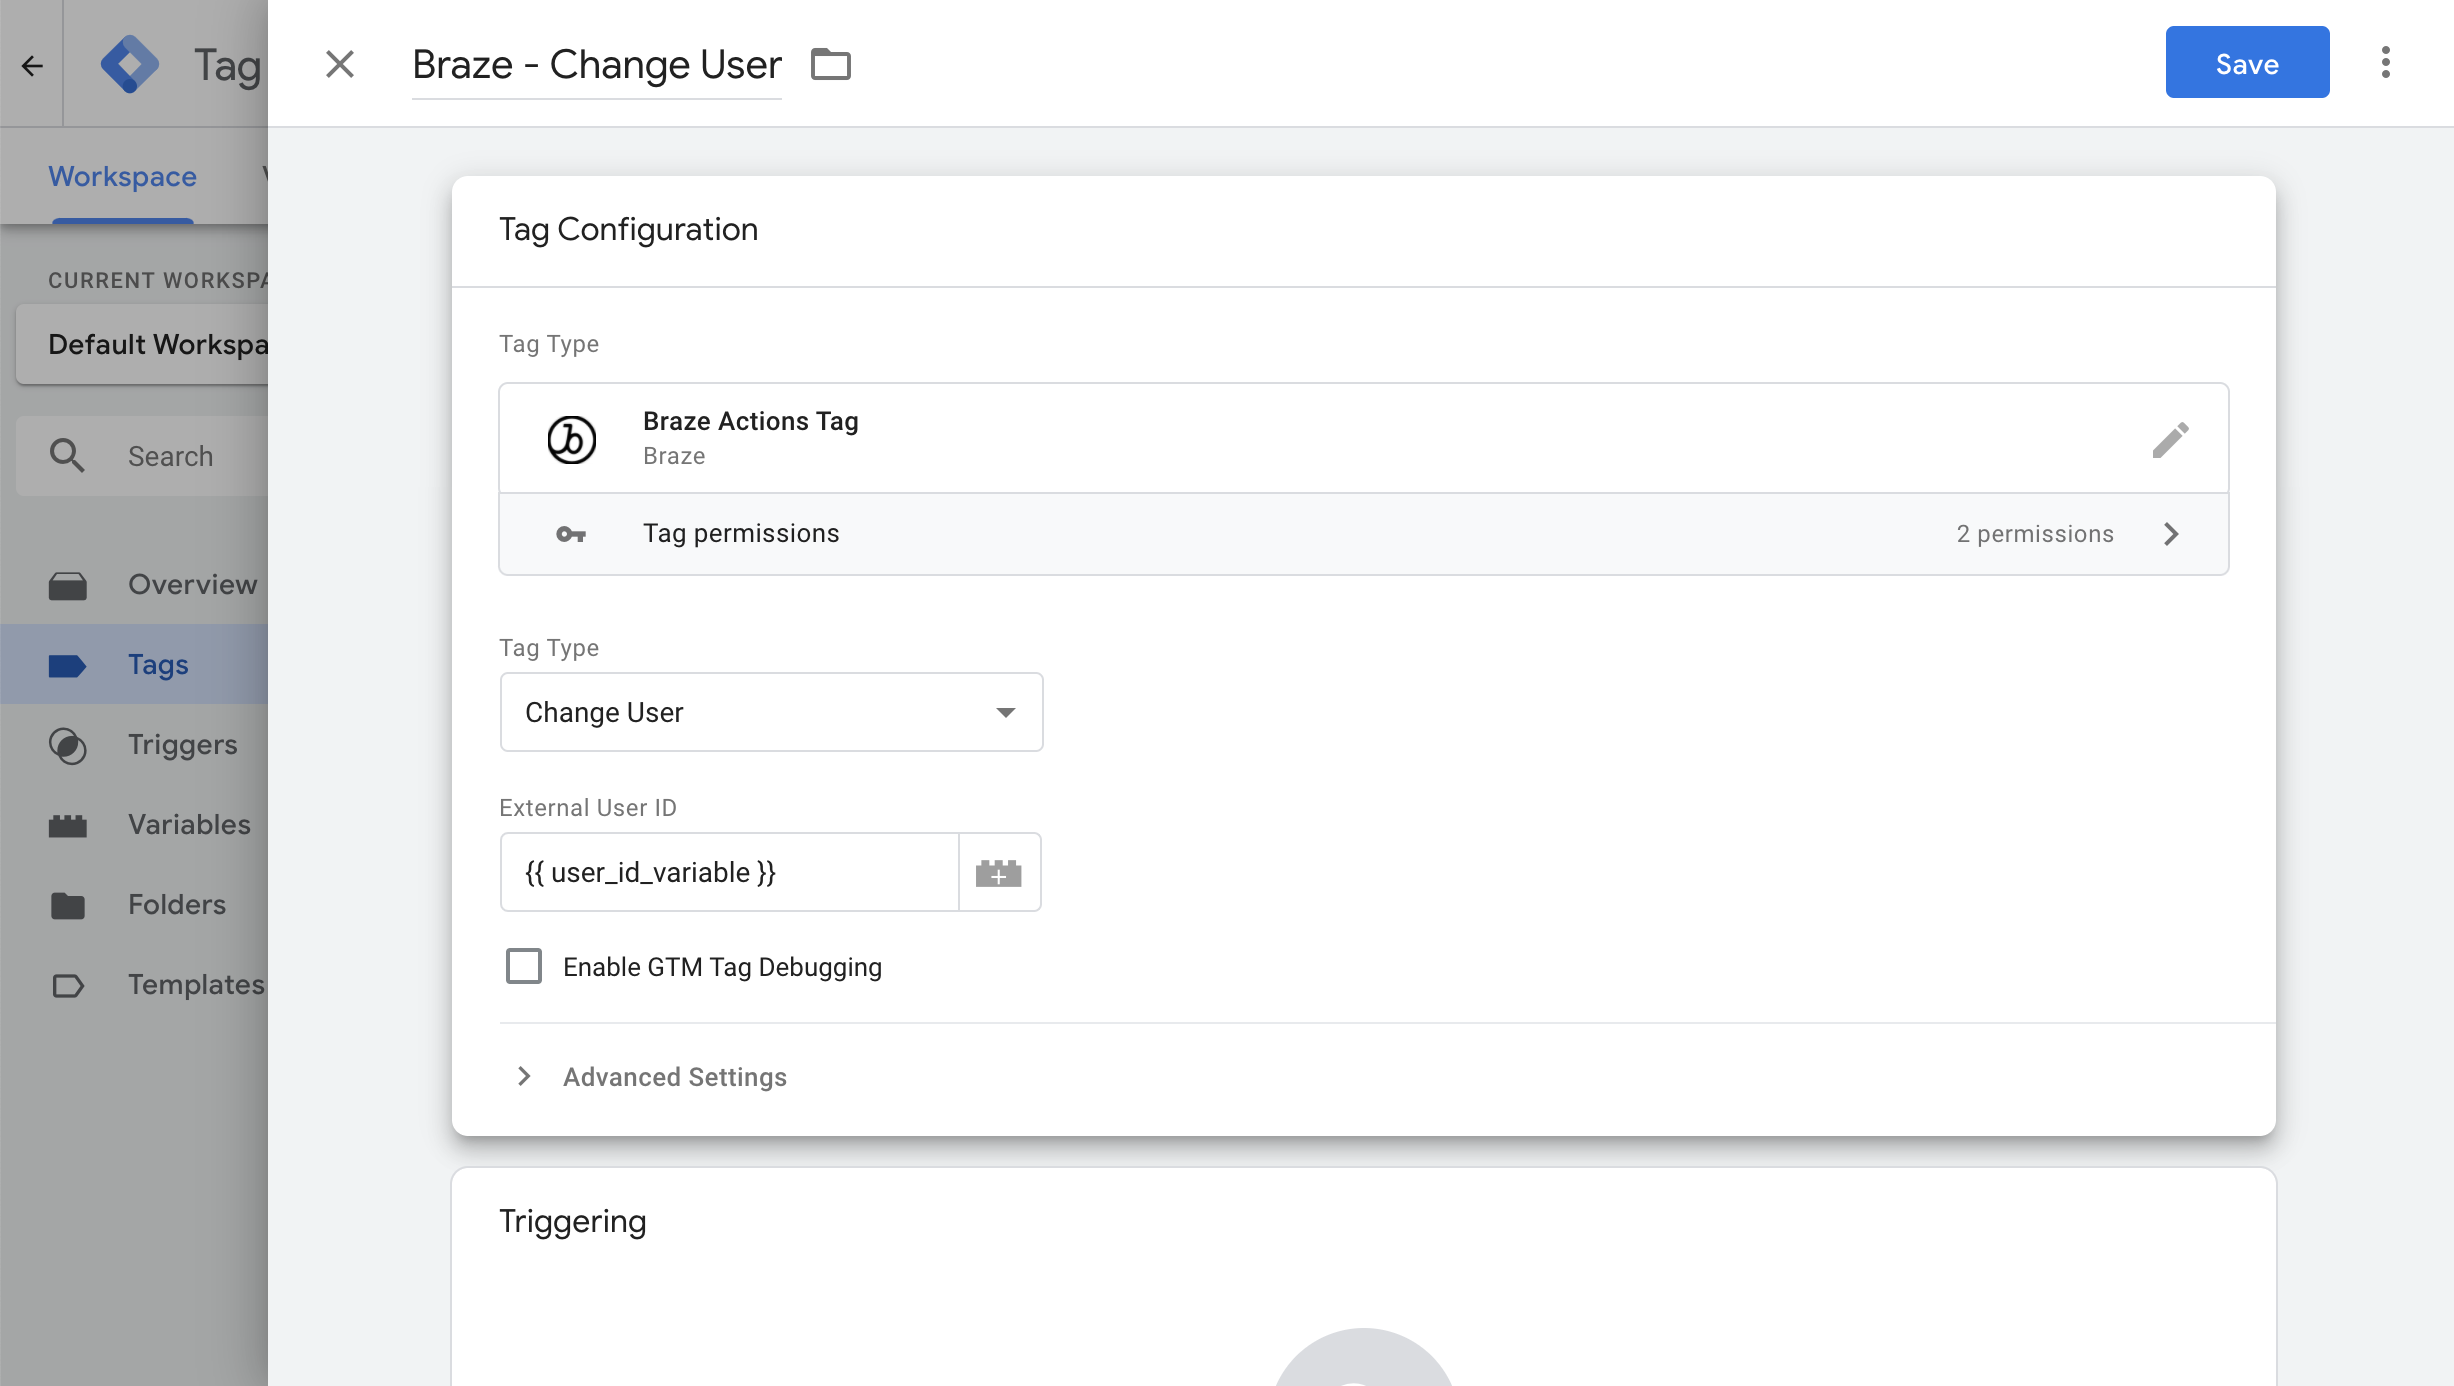 Tag
Braze - Change User
Save
Workspace
CURRENT WORKSPA
Default Workspa
Search
Overview
Tags
Triggers
Variables
Folders
Templates
Tag Configuration
Tag Type
Braze Actions Tag
Braze
Tag permissions
2 permissions
Tag Type
Change User
External User ID
{{ user_id_variable }}
Enable GTM Tag Debugging
Advanced Settings
Triggering